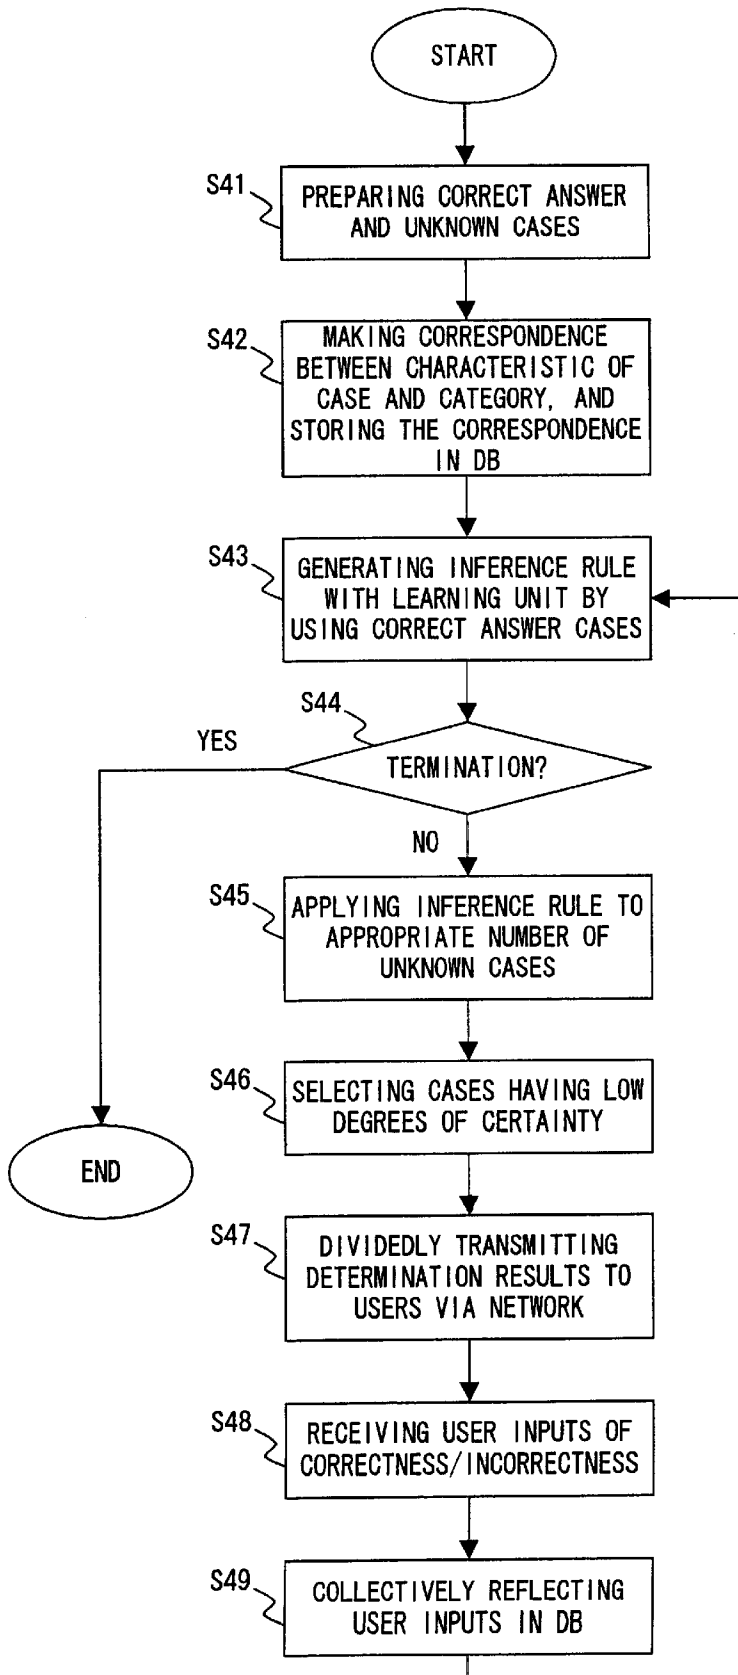 START
S41
PREPARING CORRECT ANSWER
AND UNKNOWN CASES
S42
MAKING CORRESPONDENCE
BETWEEN CHARACTERISTIC OF
CASE AND CATEGORY, AND
STORING THE CORRESPONDENCE
IN DB
S43
GENERATING INFERENCE RULE
WITH LEARNING UNIT BY
USING CORRECT ANSWER CASES
S44
YES
TERMINATION?
NO
S45
APPLYING INFERENCE RULE TO
APPROPRIATE NUMBER OF
UNKNOWN CASES
S46
SELECTING CASES HAVING LOW
DEGREES OF CERTAINTY
END
S47
DIVIDEDLY TRANSMITTING
DETERMINATION RESULTS TO
USERS VIA NETWORK
S48
RECEIVING USER INPUTS OF
CORRECTNESS/INCORRECTNESS
S49
COLLECTIVELY REFLECTING
USER INPUTS IN DB